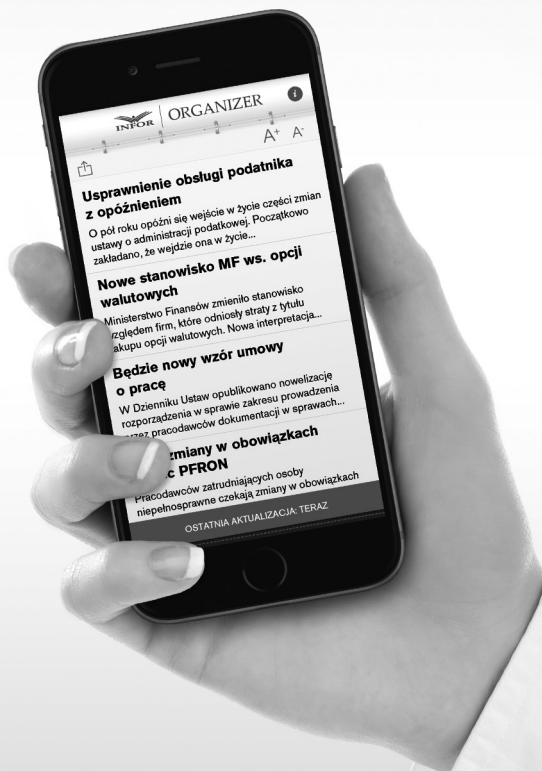 INFOR ORGANIZER
i
A+ A-
Usprawnienie obsługi podatnika
z opóźnieniem
O pół roku opóźni się wejście w życie części zmian
ustawy o administracji podatkowej. Początkowo
zakładano, że wejdzie ona w życie...
Nowe stanowisko MF ws. opcji
walutowych
Ministerstwo Finansów zmieniło stanowisko
względem firm, które odniosły straty z tytułu
zakupu opcji walutowych. Nowa interpretacja...
Będzie nowy wzór umowy
o pracę
W Dzienniku Ustaw opublikowano nowelizację
rozporządzenia w sprawie zakresu prowadzenia
przez pracodawców dokumentacji w sprawach...
zmiany w obowiązkach
PFRON
Pracodawców zatrudniających osoby
niepełnosprawne czekają zmiany w obowiązkach
OSTATNIA AKTUALIZACJA: TERAZ